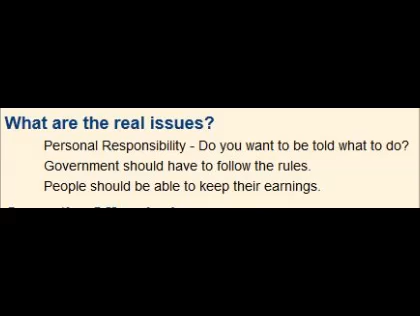 What are the real issues?
Personal Responsibility - Do you want to be told what to do?
Government should have to follow the rules.
People should be able to keep their earnings.